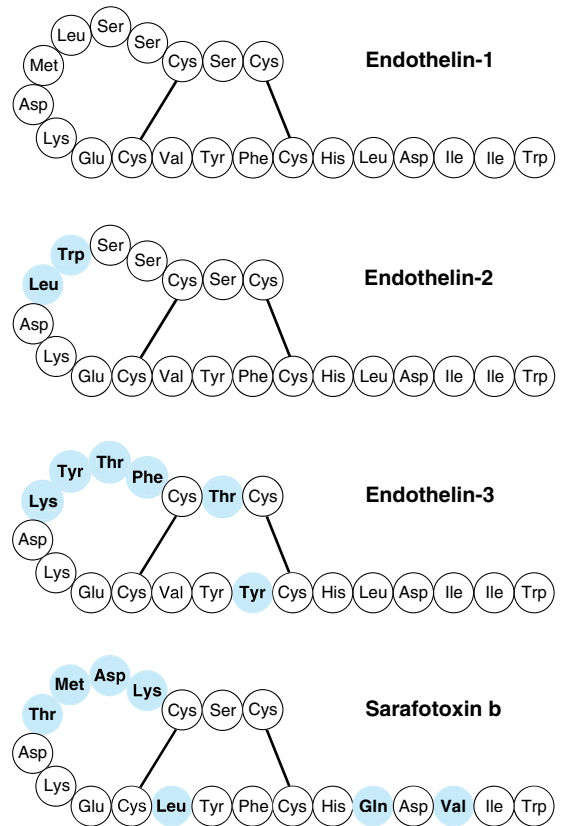 Leu Ser Ser
Met Cys Ser Cys Endothelin-1
Asp
Lys
Glu Cys Val Tyr Phe Cys His Leu Asp Ile Ile Trp
Trp Ser Ser
Leu Cys Ser Cys Endothelin-2
Asp
Lys
Glu Cys Val Tyr Phe Cys His Leu Asp Ile Ile Trp
Tyr Thr Phe
Lys Cys Thr Cys Endothelin-3
Asp
Lys
Glu Cys Val Tyr Tyr Cys His Leu Asp Ile Ile Trp
Met Asp Lys
Thr Cys Ser Cys Sarafotoxin b
Asp
Lys
Glu Cys Leu Tyr Phe Cys His Gln Asp Val Ile Trp